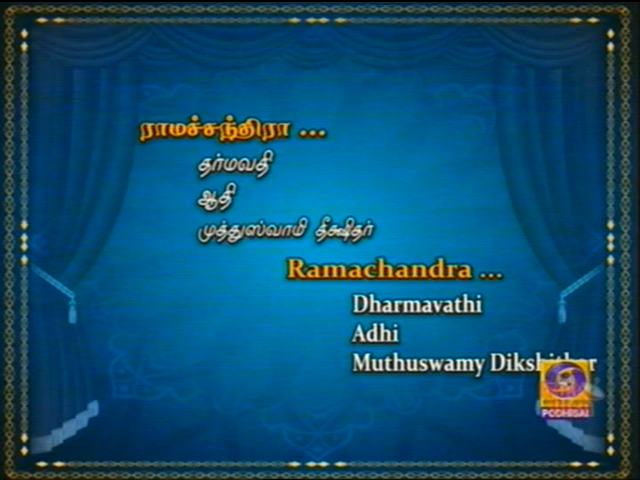 ராமச்சந்திரா ...
தர்மவதி
ஆதி
முத்துஸ்வாமி தீக்ஷிதர்
Ramachandra ...
Dharmavathi
Adhi
Muthuswamy Dikshithar
PODHIGAI